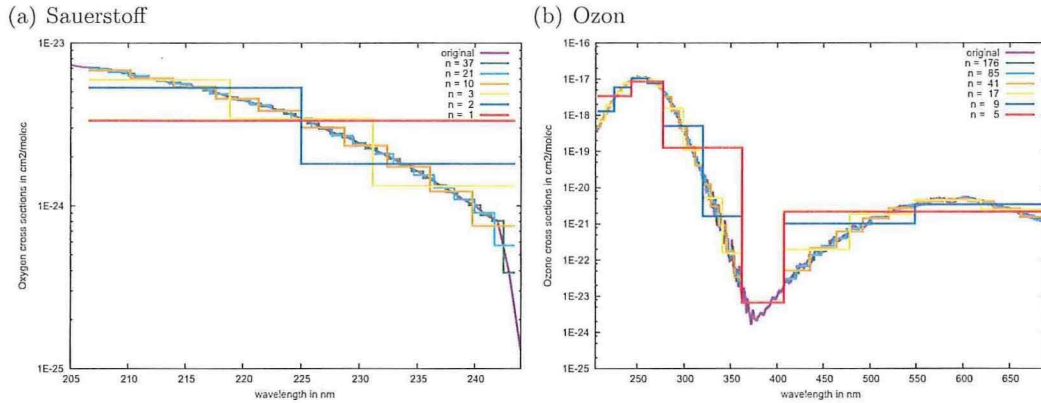 (a) Sauerstoff
1E-23
1E-24
1E-25
Oxygen cross sections in cm2/molec
205 210 215 220 225 230 235 240
wavelength in nm
original
n = 37
n = 21
n = 10
n = 3
n = 2
n = 1
(b) Ozon
1E-16
1E-17
1E-18
1E-19
1E-20
1E-21
1E-22
1E-23
1E-24
1E-25
Ozono cross sections in cm2/molec
250 300 350 400 450 500 550 600 650
wavelength in nm
original
n = 176
n = 85
n = 41
n = 17
n = 9
n = 5